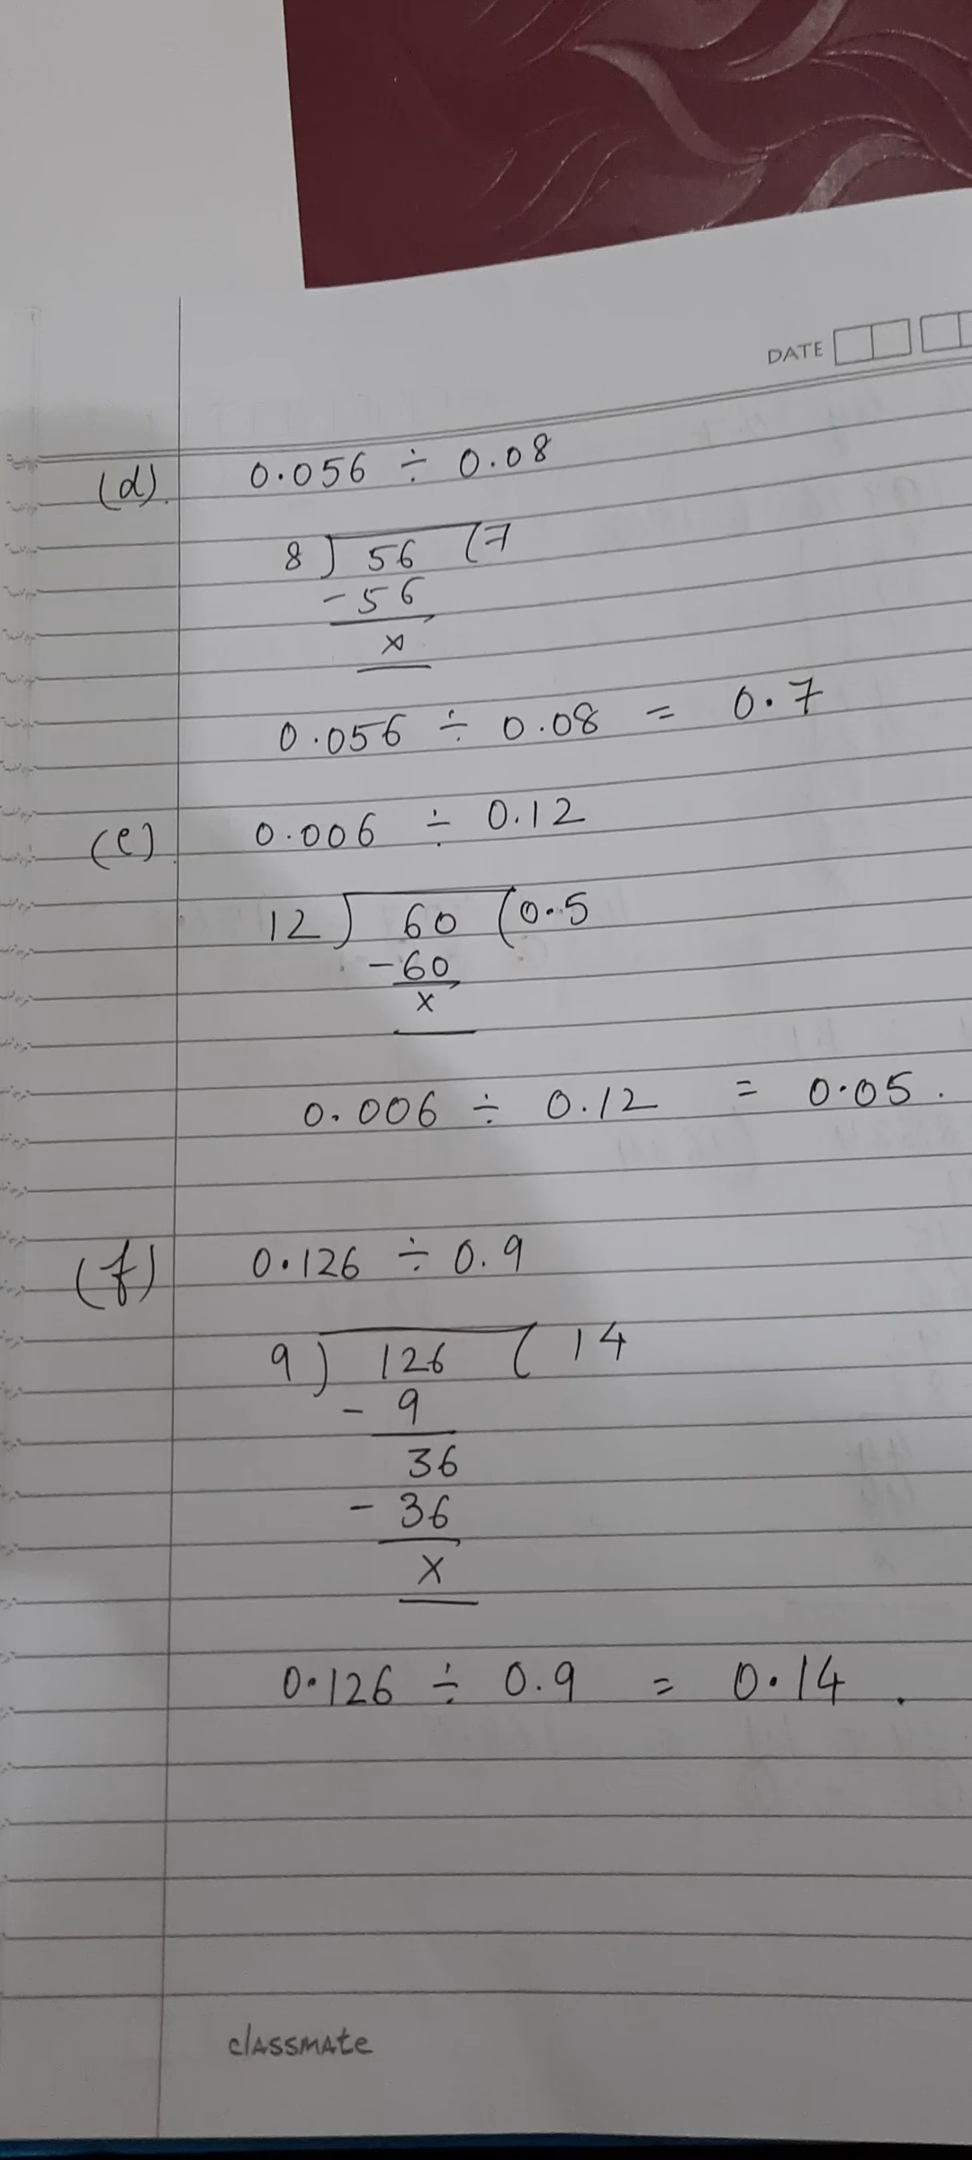 DATE
(d) 0.056 ÷ 0.08
8 ) 56 ( 7
- 56
x
0.056 ÷ 0.08 = 0.7
(e) 0.006 ÷ 0.12
12 ) 60 ( 0.5
- 60
x
0.006 ÷ 0.12 = 0.05.
(f) 0.126 ÷ 0.9
9 ) 126 ( 14
- 9
36
- 36
x
0.126 ÷ 0.9 = 0.14.
classmate